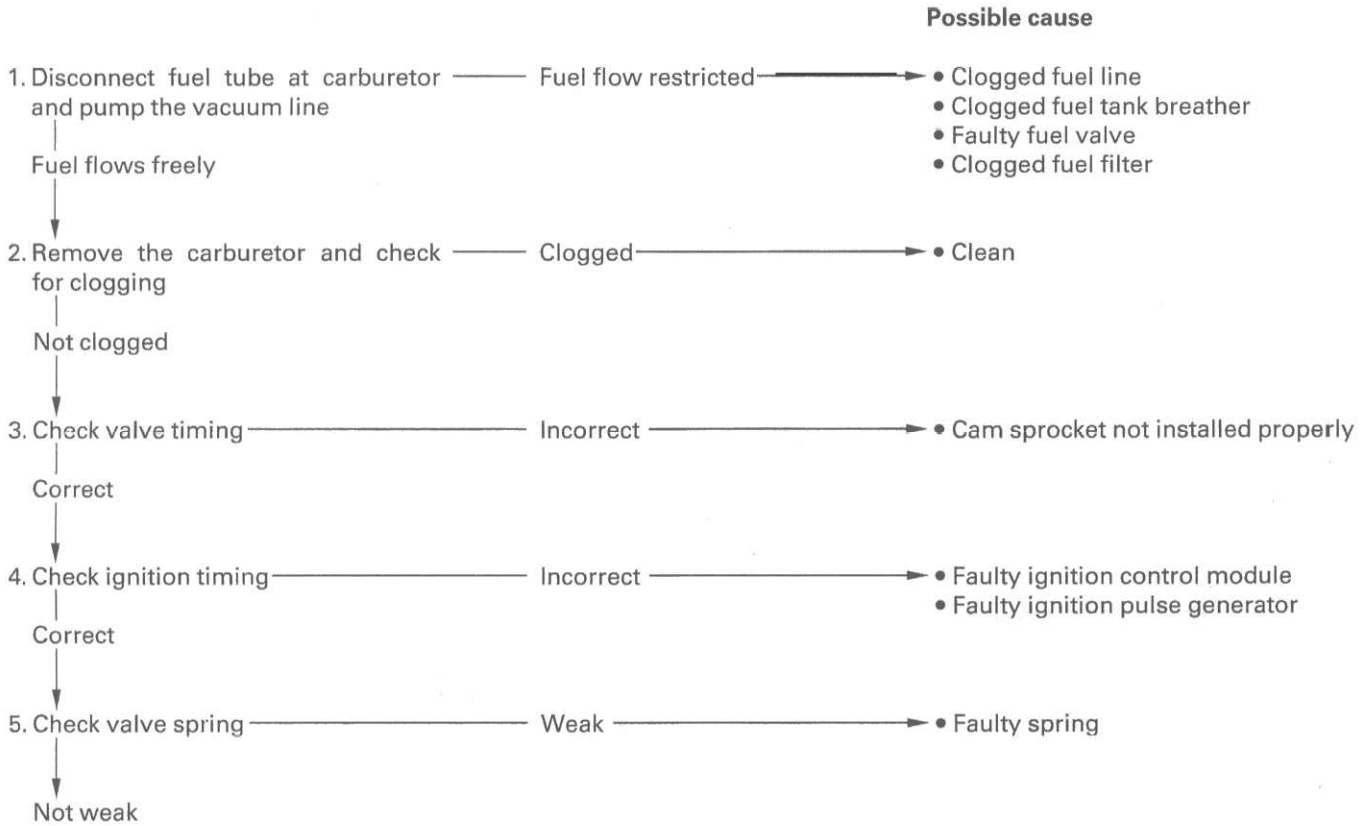 Possible cause
1. Disconnect fuel tube at carburetor and pump the vacuum line
Fuel flow restricted
• Clogged fuel line
• Clogged fuel tank breather
• Faulty fuel valve
• Clogged fuel filter
Fuel flows freely
2. Remove the carburetor and check for clogging
Clogged
• Clean
Not clogged
3. Check valve timing
Incorrect
• Cam sprocket not installed properly
Correct
4. Check ignition timing
Incorrect
• Faulty ignition control module
• Faulty ignition pulse generator
Correct
5. Check valve spring
Weak
• Faulty spring
Not weak